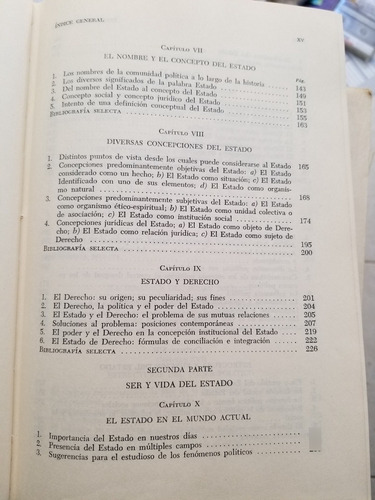 ÍNDICE GENERAL
XV
CAPÍTULO VII
EL NOMBRE Y EL CONCEPTO DEL ESTADO
Pág.
1. Los nombres de la comunidad política a lo largo de la historia 143
2. Los diversos significados de la palabra Estado 149
3. Del nombre del Estado al concepto del Estado 151
4. Concepto social y concepto jurídico del Estado 153
5. Intento de una definición conceptual del Estado 155
BIBLIOGRAFÍA SELECTA 163
CAPÍTULO VIII
DIVERSAS CONCEPCIONES DEL ESTADO
1. Distintos puntos de vista desde los cuales puede considerarse al Estado 165
2. Concepciones predominantemente objetivas del Estado: a) El Estado
considerado como un hecho; b) El Estado como situación; c) El Estado
Identificado con uno de sus elementos; d) El Estado como organis-
mo natural 168
3. Concepciones predominantemente subjetivas del Estado: a) El Estado
como organismo ético-espiritual; b) El Estado como unidad colectiva o
de asociación; c) El Estado como institución social 174
4. Concepciones jurídicas del Estado: a) El Estado como objeto de Dere-
cho; b) El Estado como relación jurídica; c) El Estado como sujeto de
Derecho 195
BIBLIOGRAFÍA SELECTA 200
CAPÍTULO IX
ESTADO Y DERECHO
1. El Derecho: su origen; su peculiaridad; sus fines 201
2. El Derecho, la política y el poder del Estado 204
3. El Estado y el Derecho: el problema de sus mutuas relaciones 205
4. Soluciones al problema: posiciones contemporáneas 207
5. El poder y el Derecho en la concepción institucional del Estado 219
6. El Estado de Derecho: fórmulas de conciliación e integración 222
BIBLIOGRAFÍA SELECTA 226
SEGUNDA PARTE
SER Y VIDA DEL ESTADO
CAPÍTULO X
EL ESTADO EN EL MUNDO ACTUAL
1. Importancia del Estado en nuestros días
2. Presencia del Estado en múltiples campos
3. Sugerencias para el estudioso de los fenómenos políticos